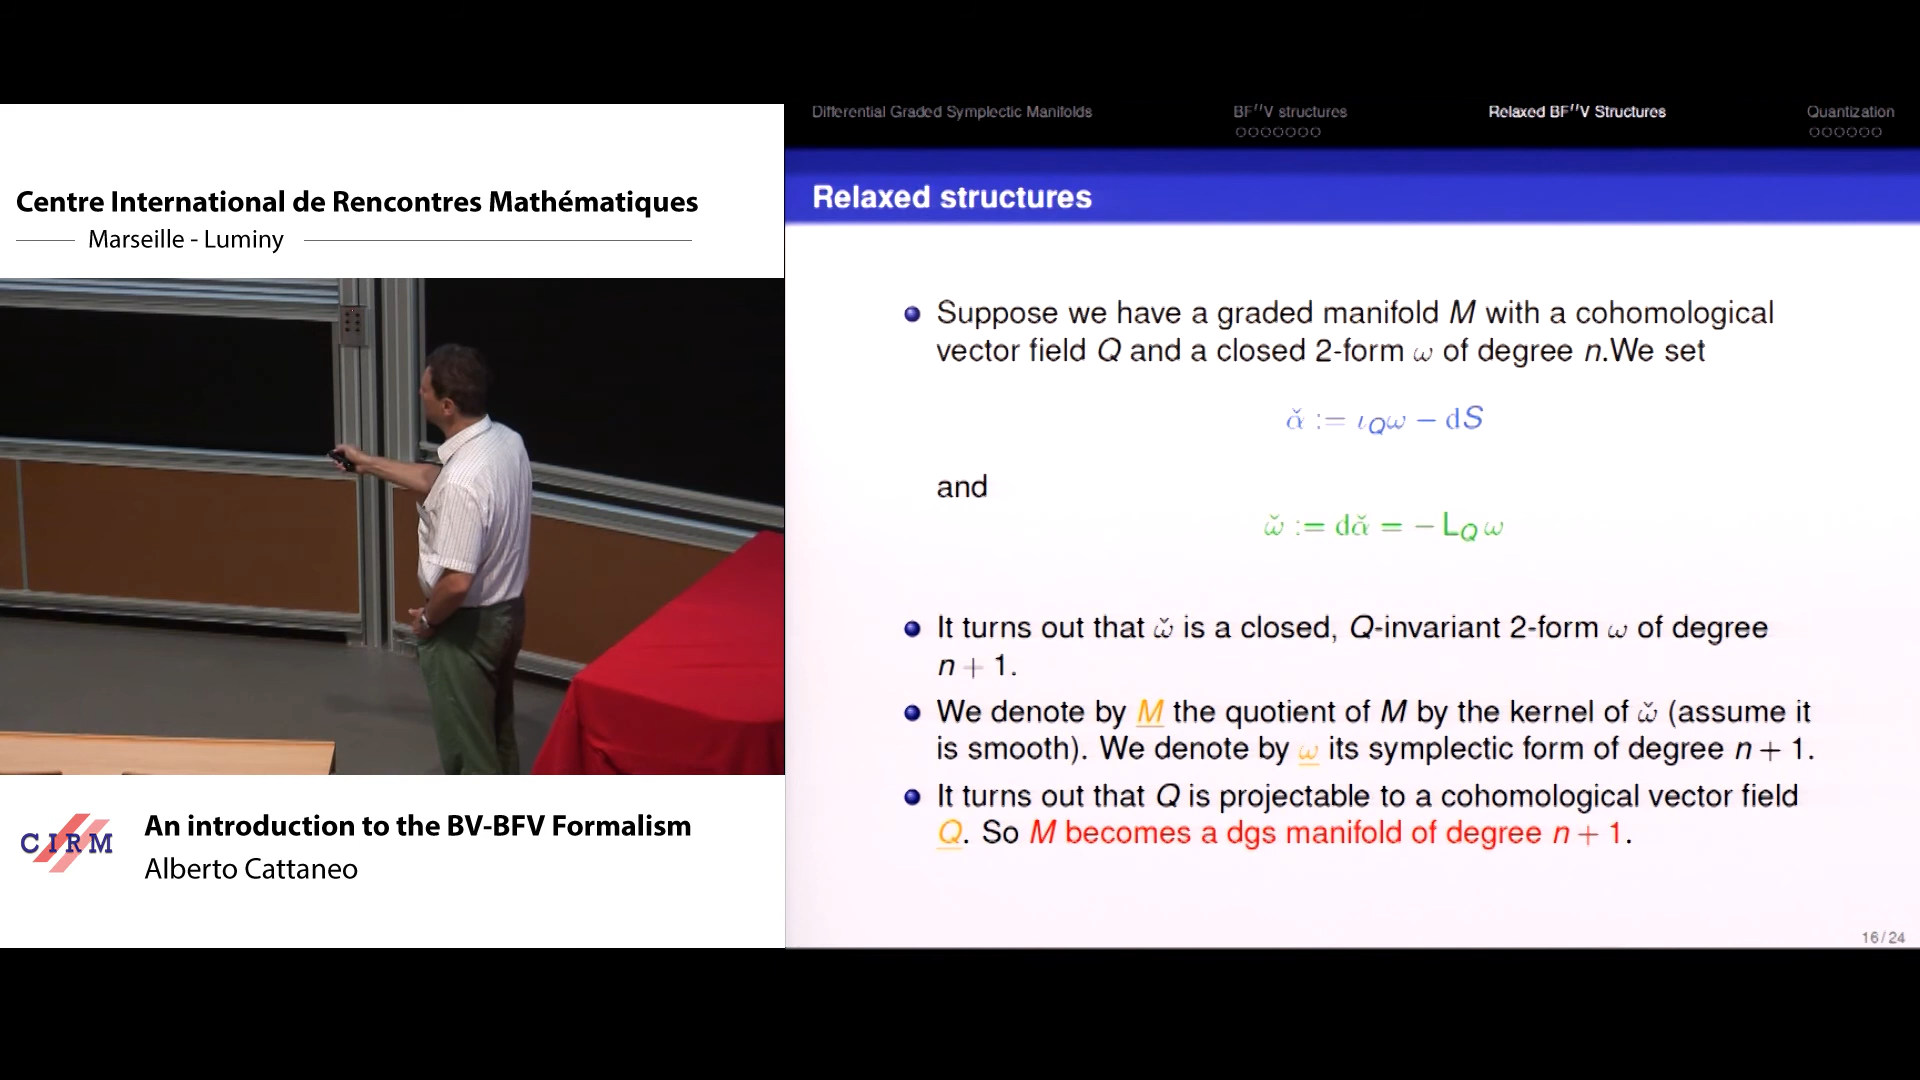 Centre International de Rencontres Mathématiques
Marseille - Luminy
CIRM
An introduction to the BV-BFV Formalism
Alberto Cattaneo
Differential Graded Symplectic Manifolds
BFⁿV structures
Relaxed BFⁿV Structures
Quantization
Relaxed structures
Suppose we have a graded manifold M with a cohomological
vector field Q and a closed 2-form ω of degree n.We set
α̌ := ι_Qω − dS
and
ω̌ := dα̌ = − L_Q ω
It turns out that ω̌ is a closed, Q-invariant 2-form ω of degree
n + 1.
We denote by M̲ the quotient of M by the kernel of ω̌ (assume it
is smooth). We denote by ω̲ its symplectic form of degree n + 1.
It turns out that Q is projectable to a cohomological vector field
Q̲. So M becomes a dgs manifold of degree n + 1.
16 / 24